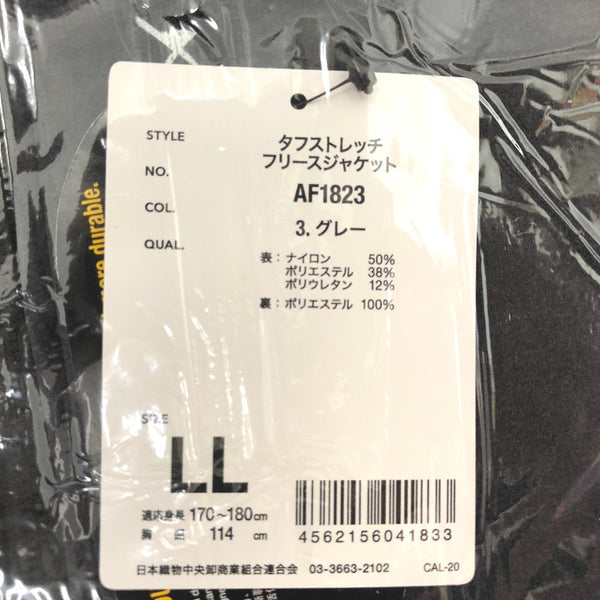 more durable.
STYLE タフストレッチ
フリースジャケット
NO. AF1823
COL. 3. グレー
QUAL. 表 : ナイロン 50%
ポリエステル 38%
ポリウレタン 12%
裏 : ポリエステル 100%
SIZE
LL
適応身長 170~180cm
胸囲 114 cm
4562156041833
日本織物中央卸商業組合連合会 03-3663-2102 CAL-20